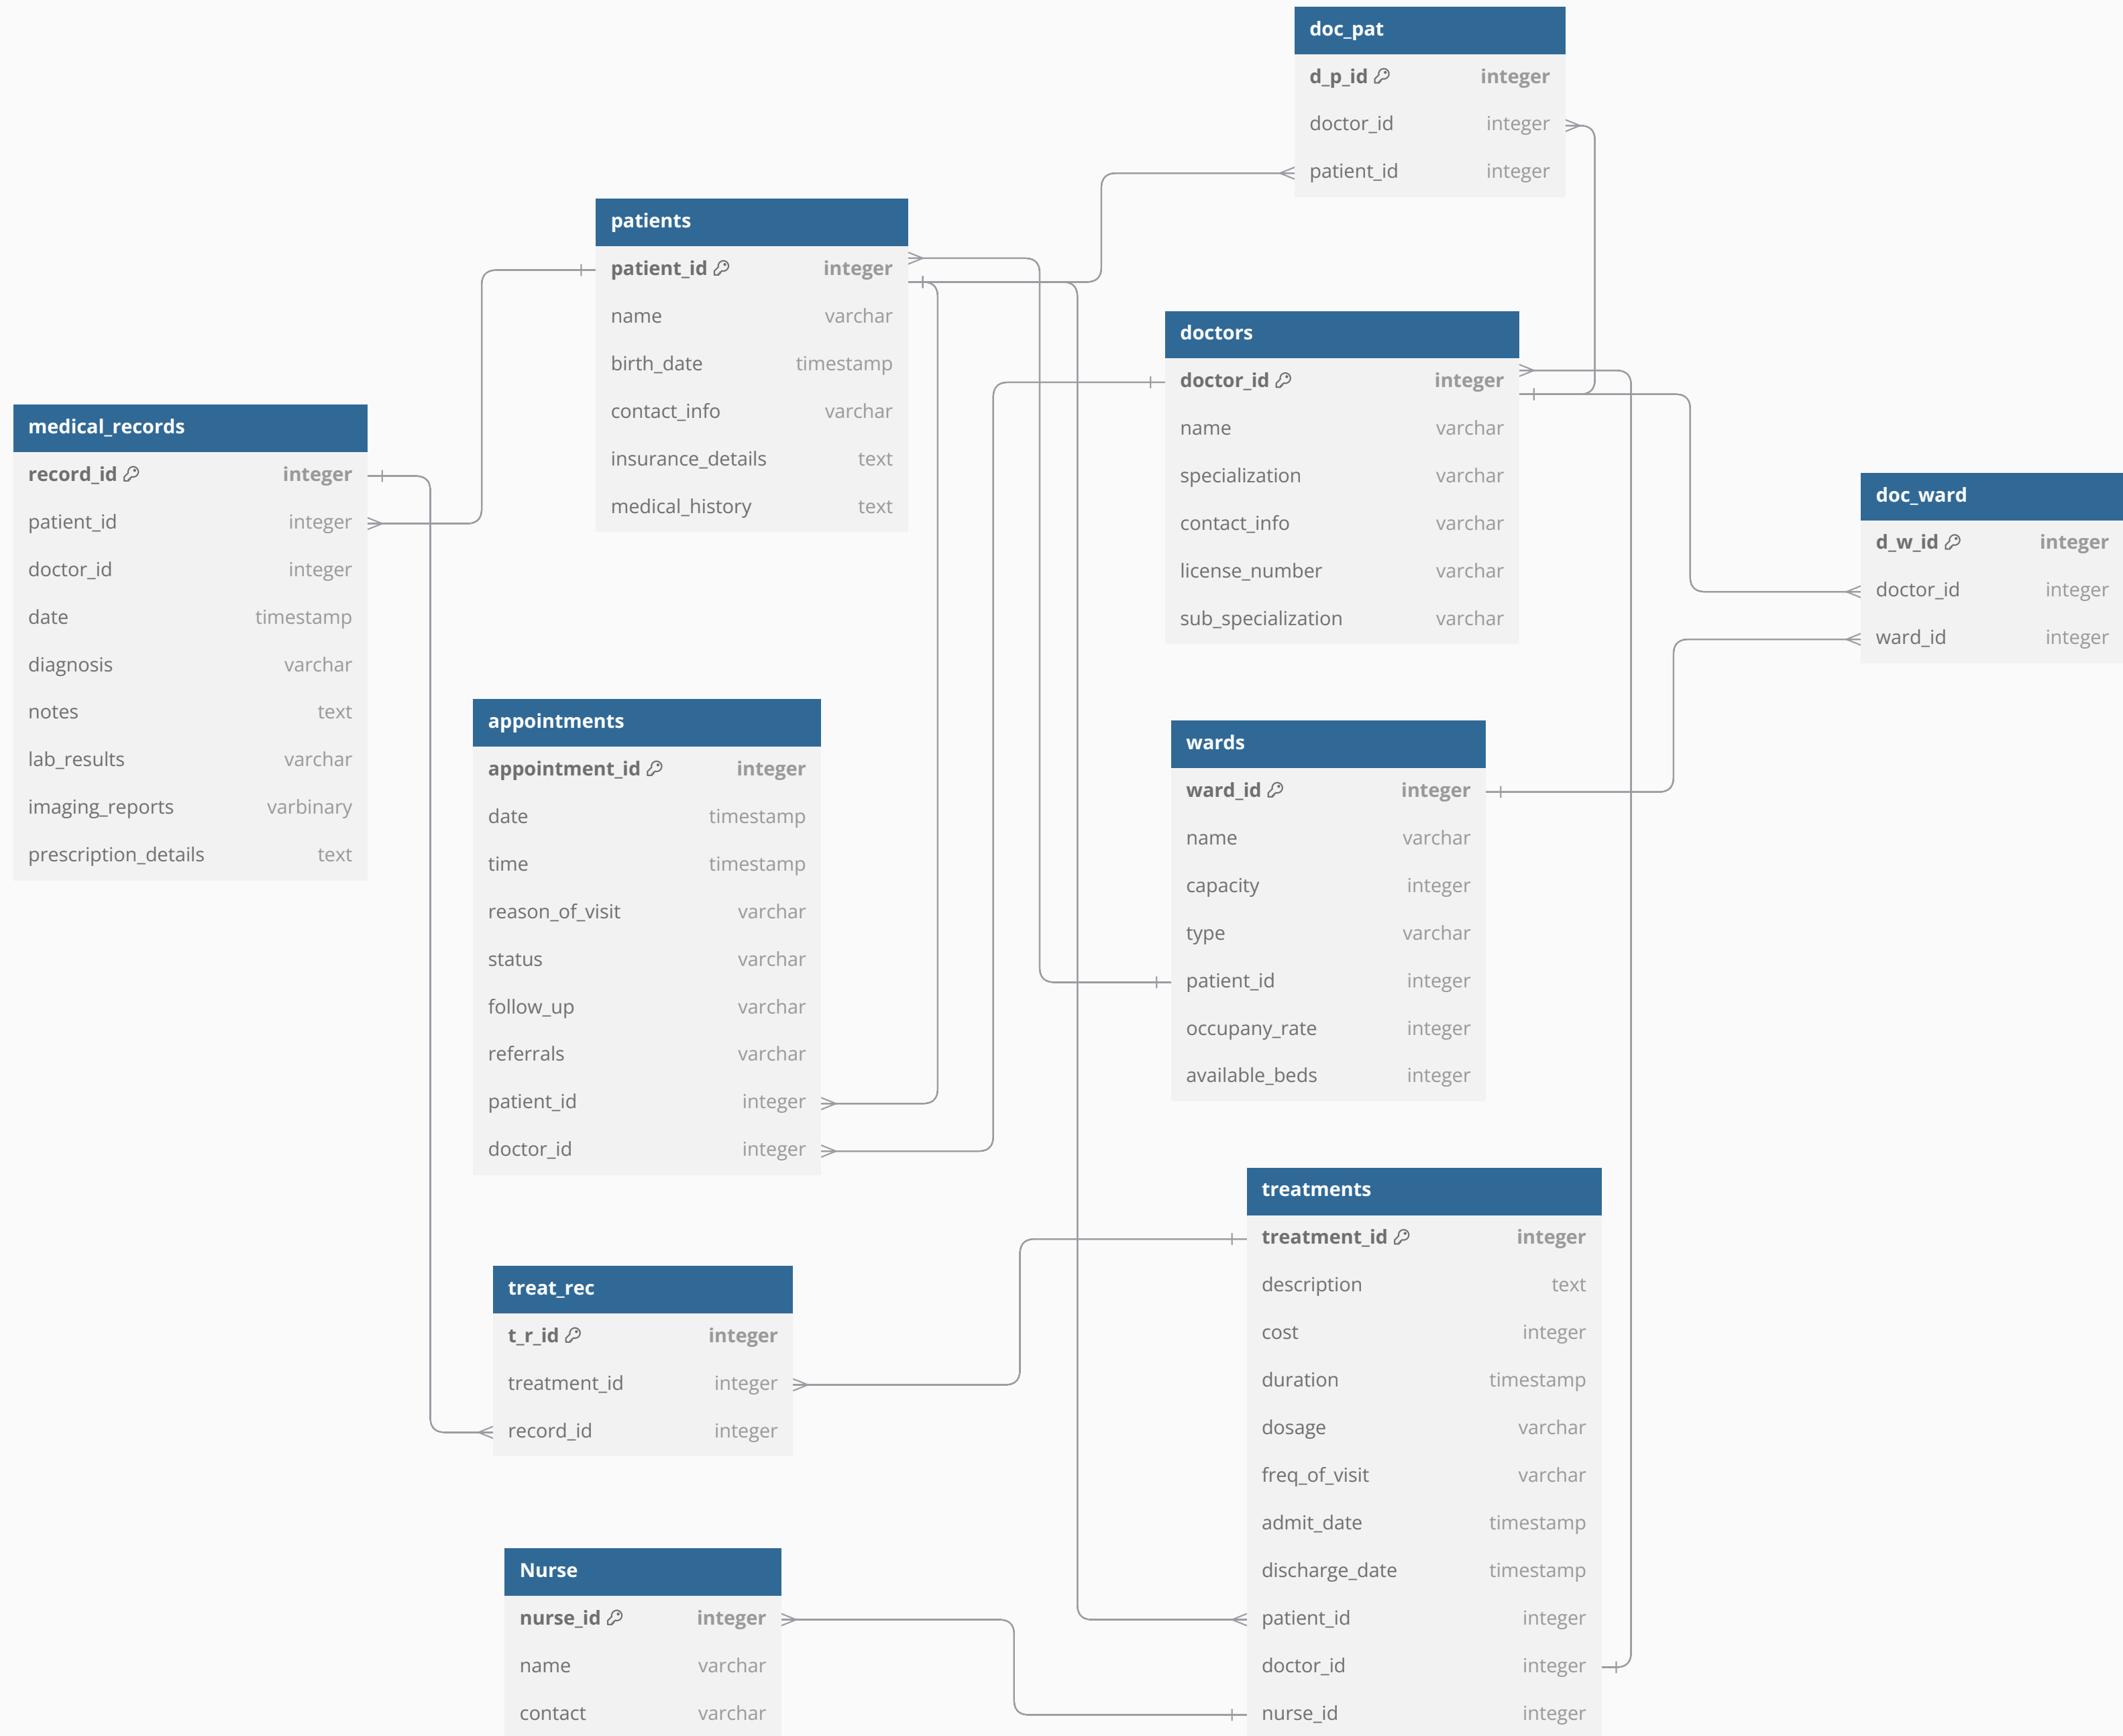 doc_pat
d_p_id integer
doctor_id integer
patient_id integer
patients
patient_id integer
name varchar
birth_date timestamp
contact_info varchar
insurance_details text
medical_history text
doctors
doctor_id integer
name varchar
specialization varchar
contact_info varchar
license_number varchar
sub_specialization varchar
medical_records
record_id integer
patient_id integer
doctor_id integer
date timestamp
diagnosis varchar
notes text
lab_results varchar
imaging_reports varbinary
prescription_details text
doc_ward
d_w_id integer
doctor_id integer
ward_id integer
appointments
appointment_id integer
date timestamp
time timestamp
reason_of_visit varchar
status varchar
follow_up varchar
referrals varchar
patient_id integer
doctor_id integer
wards
ward_id integer
name varchar
capacity integer
type varchar
patient_id integer
occupany_rate integer
available_beds integer
treatments
treatment_id integer
description text
cost integer
duration timestamp
dosage varchar
freq_of_visit varchar
admit_date timestamp
discharge_date timestamp
patient_id integer
doctor_id integer
nurse_id integer
treat_rec
t_r_id integer
treatment_id integer
record_id integer
Nurse
nurse_id integer
name varchar
contact varchar